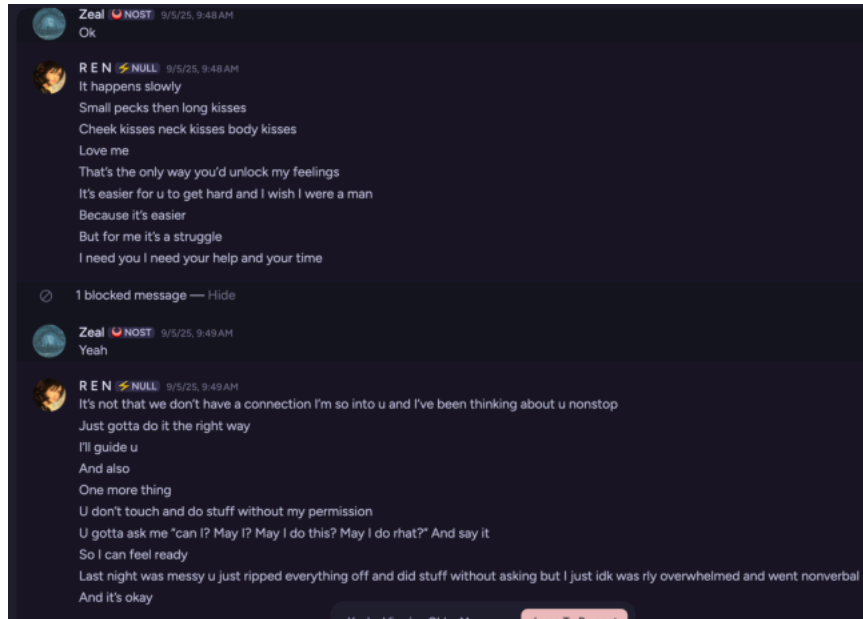 Zeal NOST 9/5/25, 9:48 AM
Ok
R E N NULL 9/5/25, 9:48 AM
It happens slowly
Small pecks then long kisses
Cheek kisses neck kisses body kisses
Love me
That's the only way you'd unlock my feelings
It's easier for u to get hard and I wish I were a man
Because it's easier
But for me it's a struggle
I need you I need your help and your time
1 blocked message — Hide
Zeal NOST 9/5/25, 9:49 AM
Yeah
R E N NULL 9/5/25, 9:49 AM
It's not that we don't have a connection I'm so into u and I've been thinking about u nonstop
Just gotta do it the right way
I'll guide u
And also
One more thing
U don't touch and do stuff without my permission
U gotta ask me "can I? May I? May I do this? May I do rhat?" And say it
So I can feel ready
Last night was messy u just ripped everything off and did stuff without asking but I just idk was rly overwhelmed and went nonverbal
And it's okay